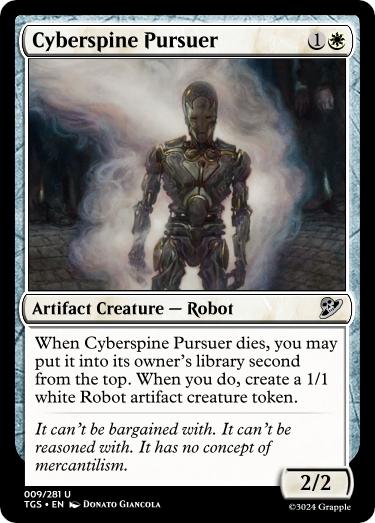 Cyberspine Pursuer 1
Artifact Creature — Robot
When Cyberspine Pursuer dies, you may
put it into its owner's library second
from the top. When you do, create a 1/1
white Robot artifact creature token.
It can't be bargained with. It can't be
reasoned with. It has no concept of
mercantilism.
2/2
009/281 U
TGS • EN Donato Giancola
©3024 Grapple